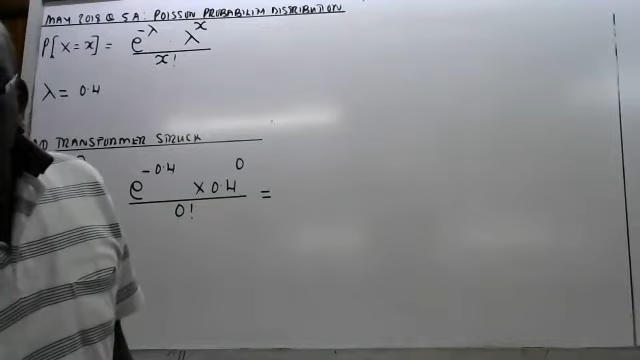 MAY 2018 Q 5A: POISSON PROBABILITY DISTRIBUTION
P[X=x] = e^{-λ} · λ^x / x!
λ = 0.4
TRANSFORMER STRUCK
e^{-0.4} × 0.4^0 / 0! =